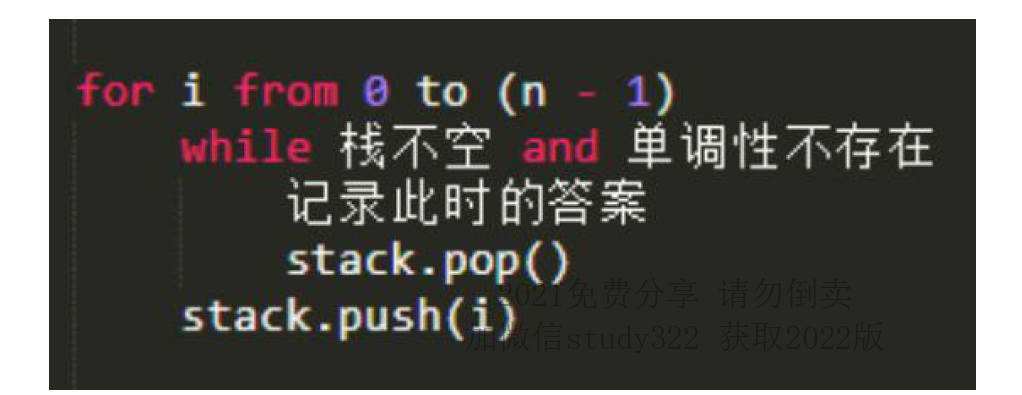 for i from 0 to (n - 1)
while 栈不空 and 单调性不存在
记录此时的答案
stack.pop()
2021免费分享 请勿倒卖
stack.push(i)
加微信study322 获取2022版